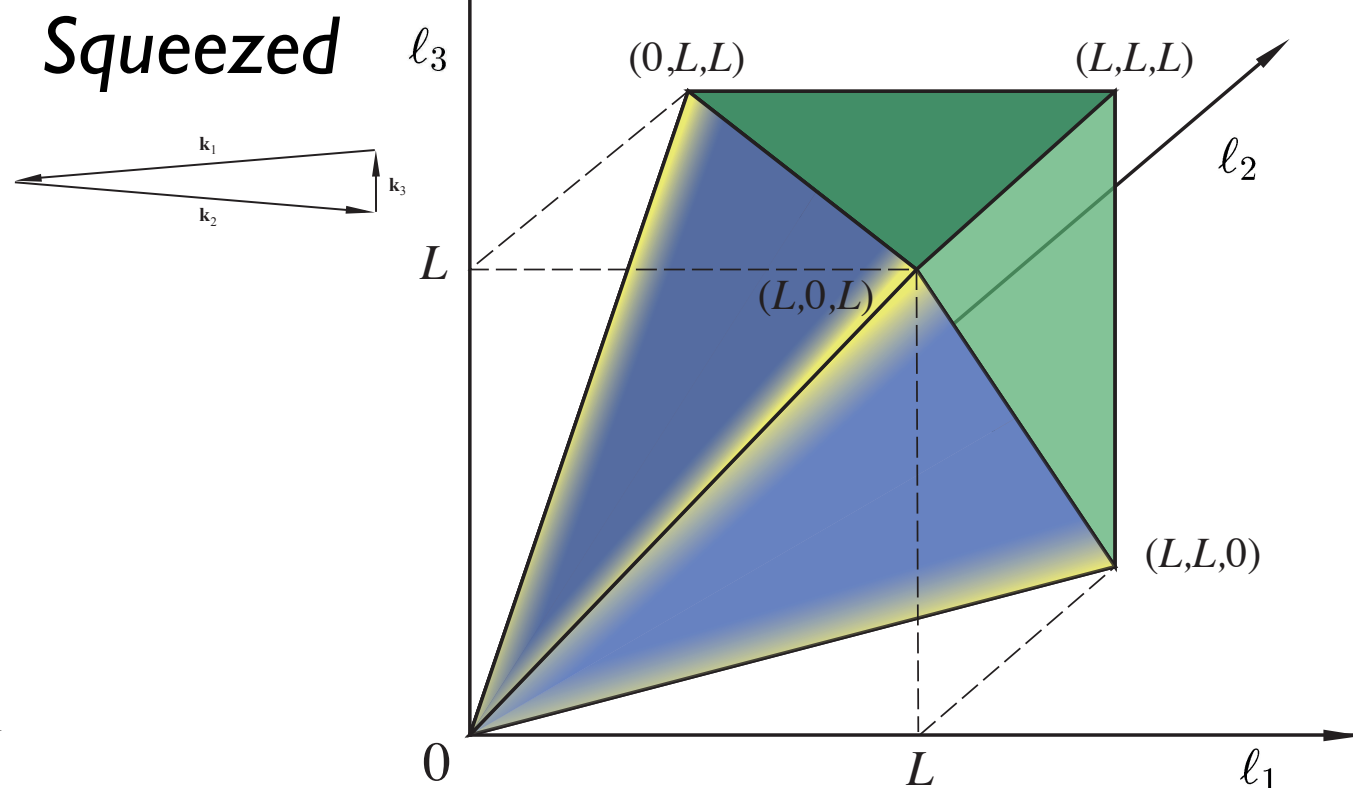 Squeezed
k₁
k₂
k₃
ℓ₃
(0,L,L)
(L,L,L)
ℓ₂
L
(L,0,L)
(L,L,0)
0
L
ℓ₁